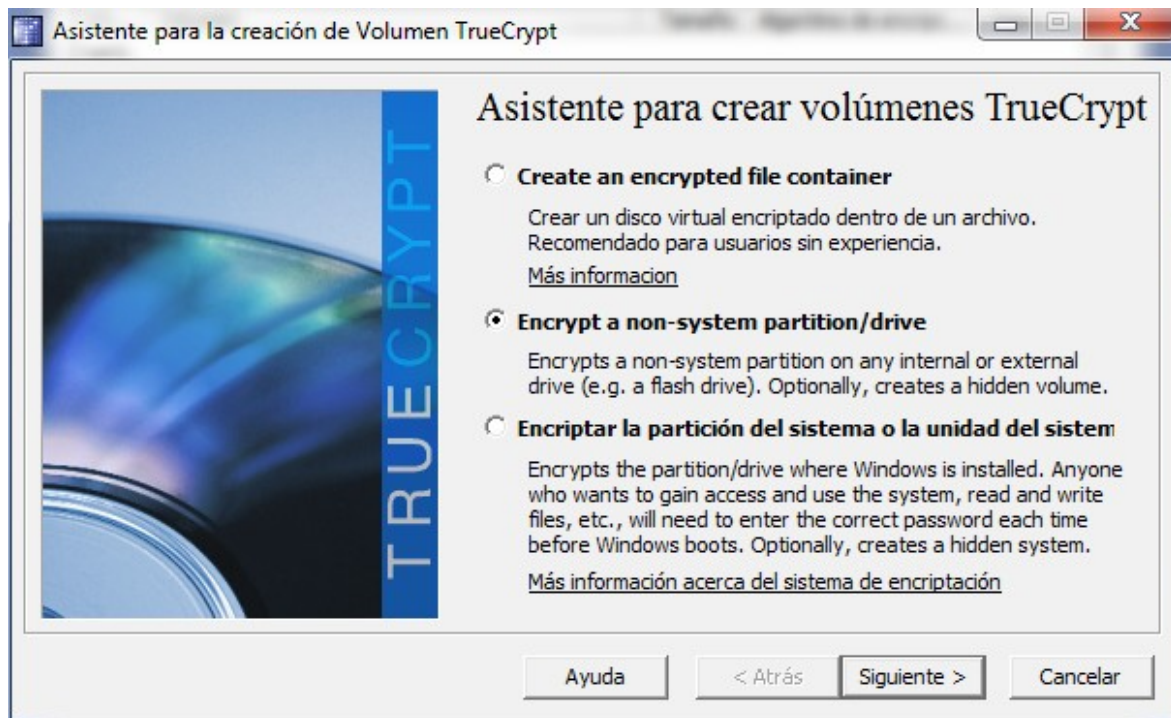 Asistente para la creación de Volumen TrueCrypt
TRUECRYPT
Asistente para crear volúmenes TrueCrypt
Create an encrypted file container
Crear un disco virtual encriptado dentro de un archivo.
Recomendado para usuarios sin experiencia.
Más informacion
Encrypt a non-system partition/drive
Encrypts a non-system partition on any internal or external
drive (e.g. a flash drive). Optionally, creates a hidden volume.
Encriptar la partición del sistema o la unidad del sistem
Encrypts the partition/drive where Windows is installed. Anyone
who wants to gain access and use the system, read and write
files, etc., will need to enter the correct password each time
before Windows boots. Optionally, creates a hidden system.
Más información acerca del sistema de encriptación
Ayuda
< Atrás
Siguiente >
Cancelar